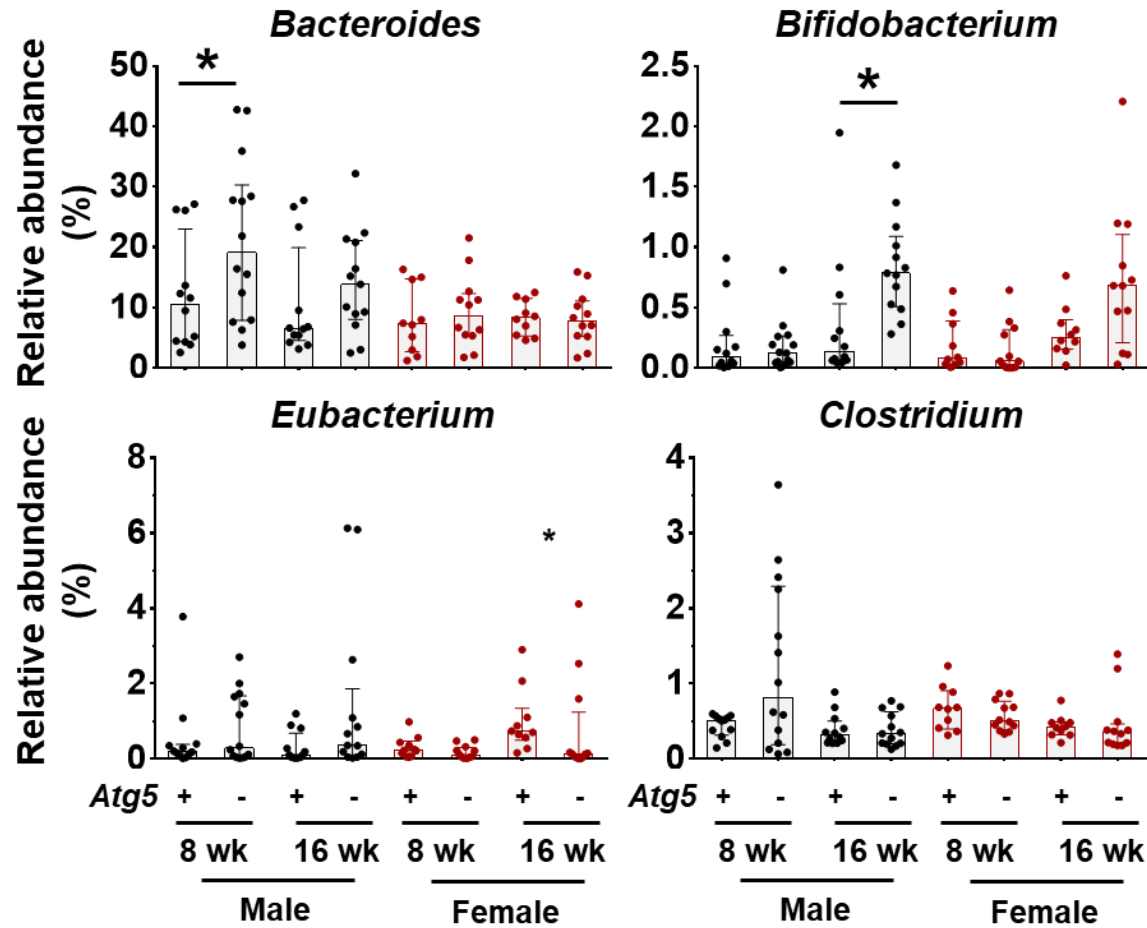 Bacteroides
Bifidobacterium
Relative abundance
(%)
50
40
30
20
10
0
*
2.5
2.0
1.5
1.0
0.5
0.0
*
Eubacterium
Clostridium
Relative abundance
(%)
8
6
4
2
0
*
4
3
2
1
0
Atg5 + - + - + - + -
8 wk 16 wk 8 wk 16 wk
Male Female
Atg5 + - + - + - + -
8 wk 16 wk 8 wk 16 wk
Male Female